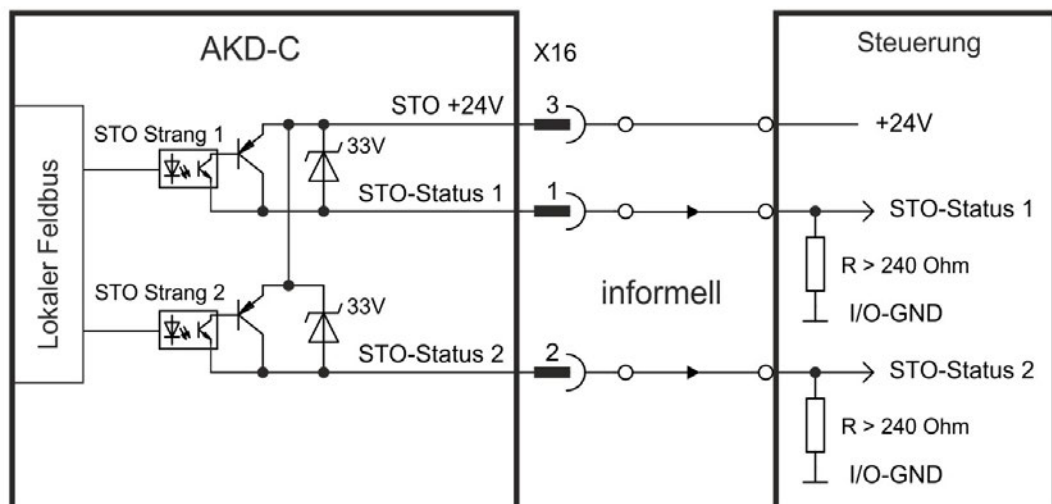 AKD-C
X16
Steuerung
Lokaler Feldbus
STO +24V
3
+24V
STO Strang 1
33V
STO-Status 1
1
STO-Status 1
R > 240 Ohm
I/O-GND
informell
STO Strang 2
33V
STO-Status 2
2
STO-Status 2
R > 240 Ohm
I/O-GND